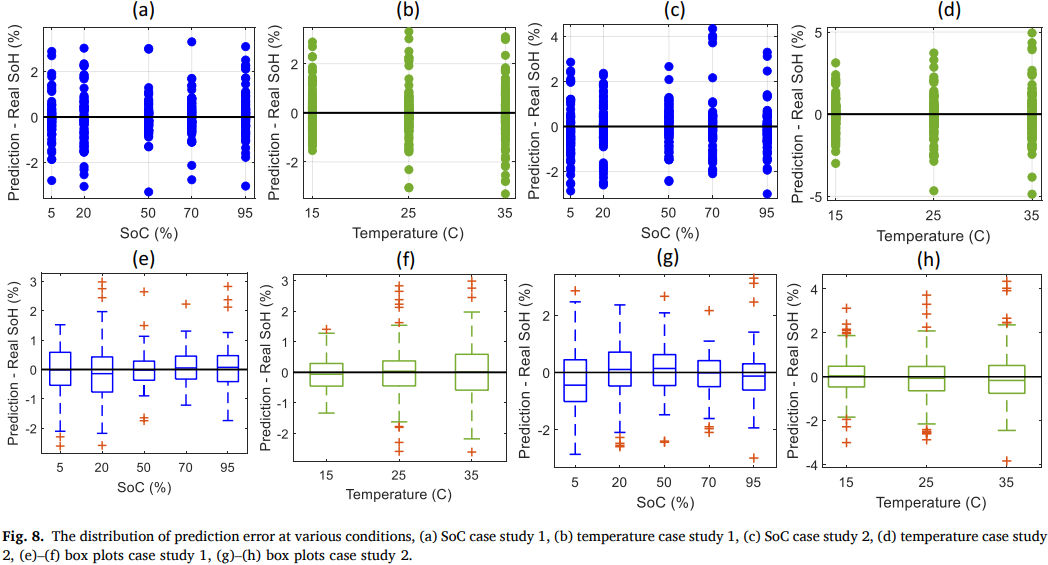 (a)
Prediction - Real SoH (%)
2
0
-2
5 20 50 70 95
SoC (%)
(b)
Prediction - Real SoH (%)
2
0
-2
15 25 35
Temperature (C)
(c)
Prediction - Real SoH (%)
4
2
0
-2
5 20 50 70 95
SoC (%)
(d)
Prediction - Real SoH (%)
5
0
-5
15 25 35
Temperature (C)
(e)
Prediction - Real SoH (%)
3
2
1
0
-1
-2
5 20 50 70 95
SoC (%)
(f)
Prediction - Real SoH (%)
3
2
1
0
-1
-2
15 25 35
Temperature (C)
(g)
Prediction - Real SoH (%)
2
0
-2
5 20 50 70 95
SoC (%)
(h)
Prediction - Real SoH (%)
4
2
0
-2
-4
15 25 35
Temperature (C)
Fig. 8. The distribution of prediction error at various conditions, (a) SoC case study 1, (b) temperature case study 1, (c) SoC case study 2, (d) temperature case study
2, (e)–(f) box plots case study 1, (g)–(h) box plots case study 2.